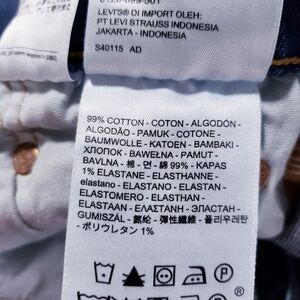 LEVI'S® DI IMPORT OLEH:
PT LEVI STRAUSS INDONESIA
JAKARTA - INDONESIA
S40115 AD
99% COTTON - COTON - ALGODÓN -
ALGODÃO - PAMUK - COTONE -
BAUMWOLLE - KATOEN - BAMBAKI -
ХЛОПОК - BAWEŁNA - PAMUT -
BAVLNA - 棉 - 면 - 綿 99% - KAPAS
1% ELASTANE - ELASTHANNE -
elastano - ELASTANO - ELASTAN -
ELASTOMERO - ELASTHAN -
ELASTAAN - ΕΛΑΣΤΑΝΗ - ЭЛАСТАН -
GUMISZÁL - 氨纶 - 彈性纖維 - 폴리우레탄
- ポリウレタン 1%